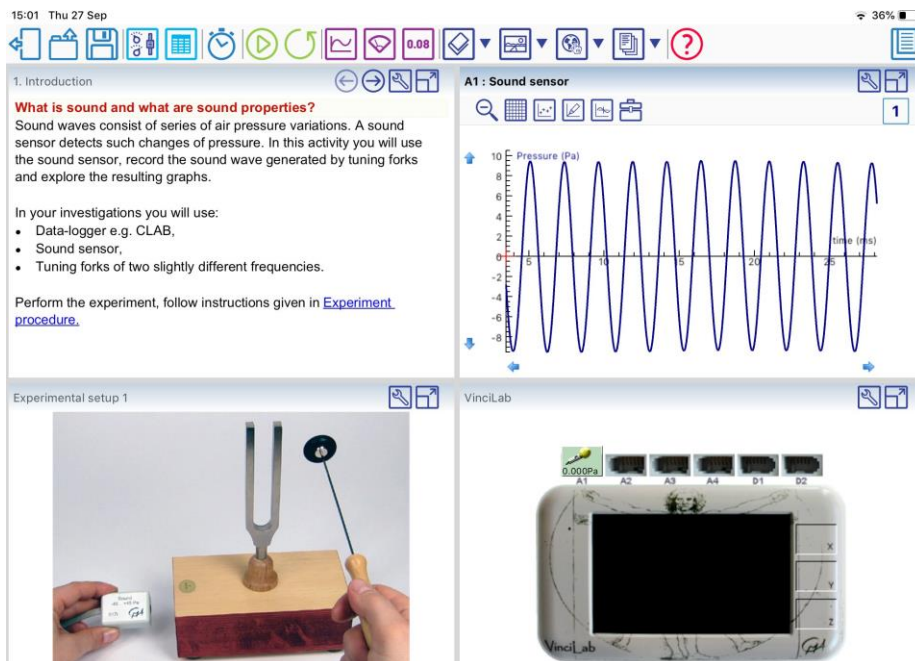 15:01 Thu 27 Sep
36%
0.08
1. Introduction
What is sound and what are sound properties?
Sound waves consist of series of air pressure variations. A sound
sensor detects such changes of pressure. In this activity you will use
the sound sensor, record the sound wave generated by tuning forks
and explore the resulting graphs.
In your investigations you will use:
• Data-logger e.g. CLAB,
• Sound sensor,
• Tuning forks of two slightly different frequencies.
Perform the experiment, follow instructions given in Experiment
procedure.
A1 : Sound sensor
1
Pressure (Pa)
10
8
6
4
2
0
-2
-4
-6
-8
time (ms)
5 10 15 20 25
Experimental setup 1
Sound
VinciLab
0.000Pa
A1 A2 A3 A4 D1 D2
X
Y
Z
VinciLab